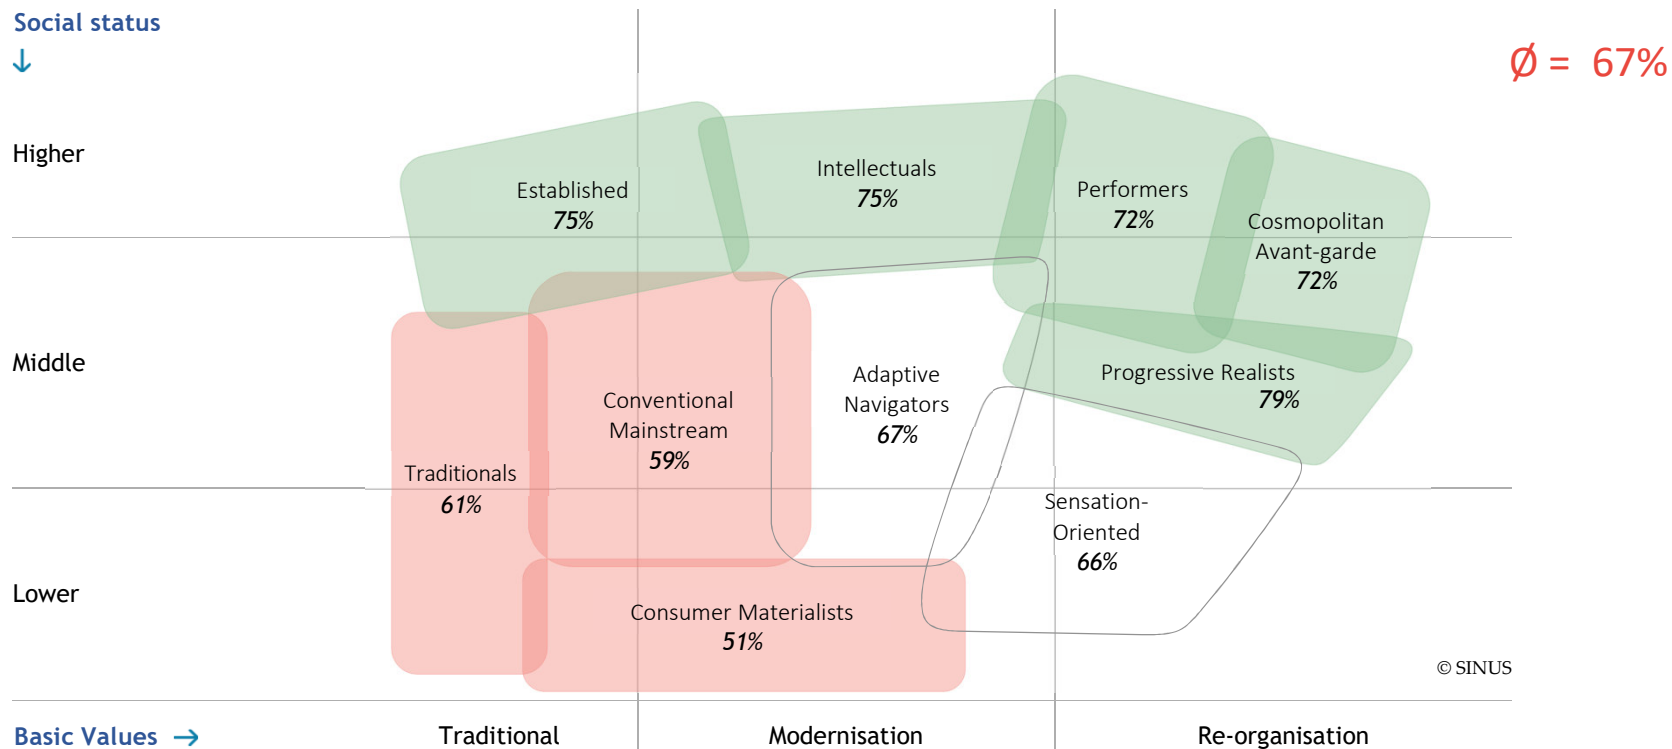 Social status
↓
Ø = 67%
Higher
Established
75%
Intellectuals
75%
Performers
72%
Cosmopolitan
Avant-garde
72%
Middle
Traditionals
61%
Conventional
Mainstream
59%
Adaptive
Navigators
67%
Progressive Realists
79%
Sensation-
Oriented
66%
Lower
Consumer Materialists
51%
© SINUS
Basic Values →
Traditional
Modernisation
Re-organisation